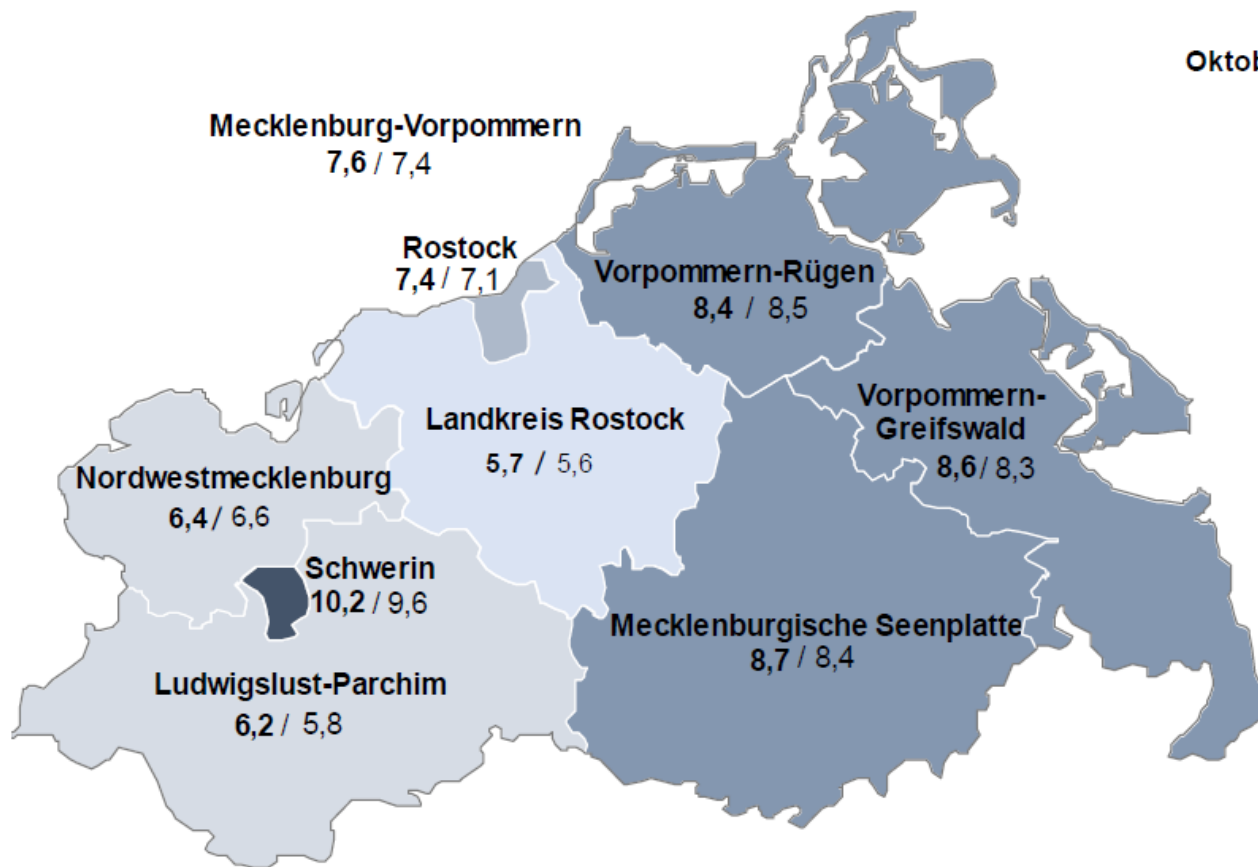 Oktob
Mecklenburg-Vorpommern
7,6 / 7,4
Rostock
7,4 / 7,1
Vorpommern-Rügen
8,4 / 8,5
Vorpommern-
Greifswald
8,6 / 8,3
Landkreis Rostock
5,7 / 5,6
Nordwestmecklenburg
6,4 / 6,6
Schwerin
10,2 / 9,6
Mecklenburgische Seenplatte
8,7 / 8,4
Ludwigslust-Parchim
6,2 / 5,8